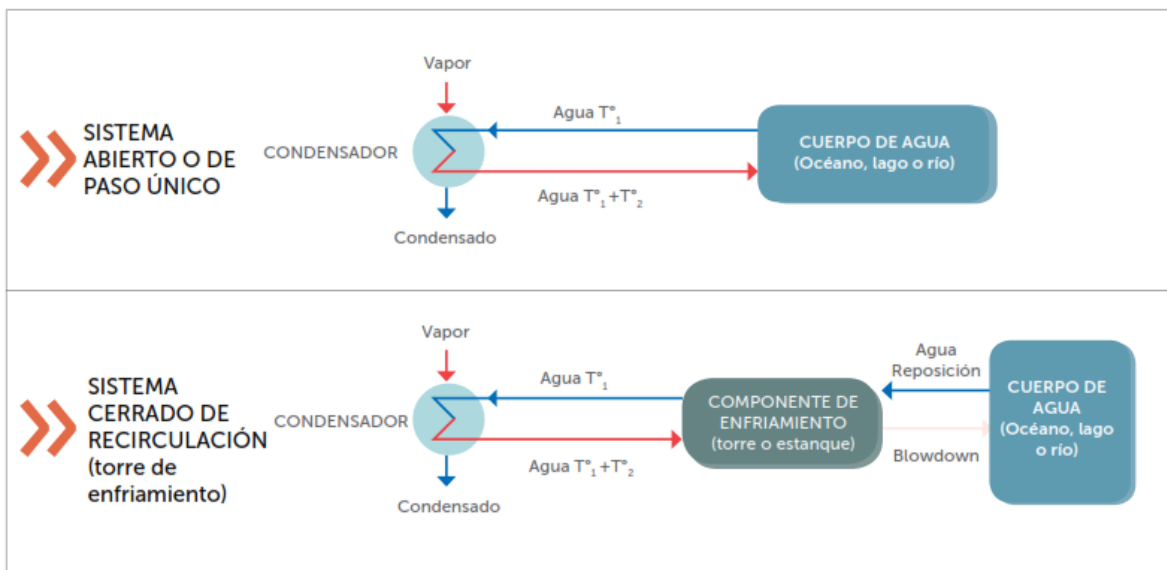 SISTEMA
ABIERTO O DE
PASO ÚNICO
Vapor
CONDENSADOR
Agua T°₁
Agua T°₁+T°₂
Condensado
CUERPO DE AGUA
(Océano, lago o río)
SISTEMA
CERRADO DE
RECIRCULACIÓN
(torre de
enfriamiento)
Vapor
CONDENSADOR
Agua T°₁
Agua T°₁+T°₂
Condensado
COMPONENTE DE
ENFRIAMIENTO
(torre o estanque)
Agua
Reposición
Blowdown
CUERPO DE
AGUA
(Océano, lago
o río)